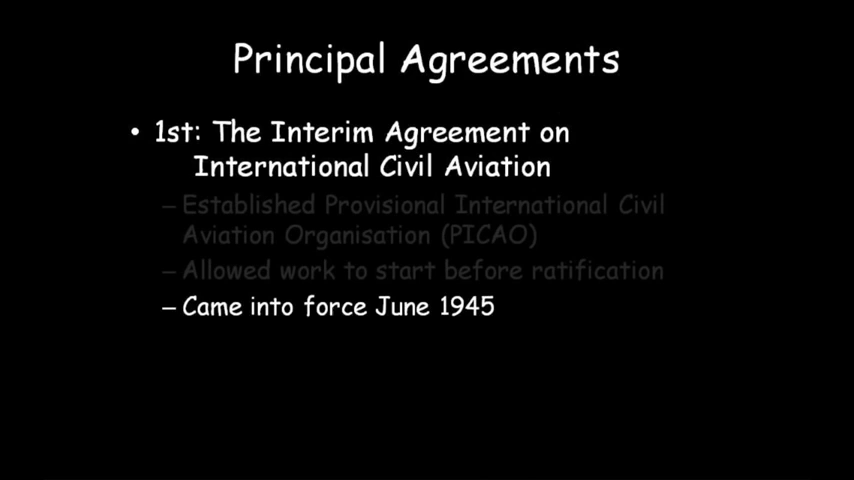 Principal Agreements
• 1st: The Interim Agreement on
International Civil Aviation
– Established Provisional International Civil
Aviation Organisation (PICAO)
– Allowed work to start before ratification
– Came into force June 1945